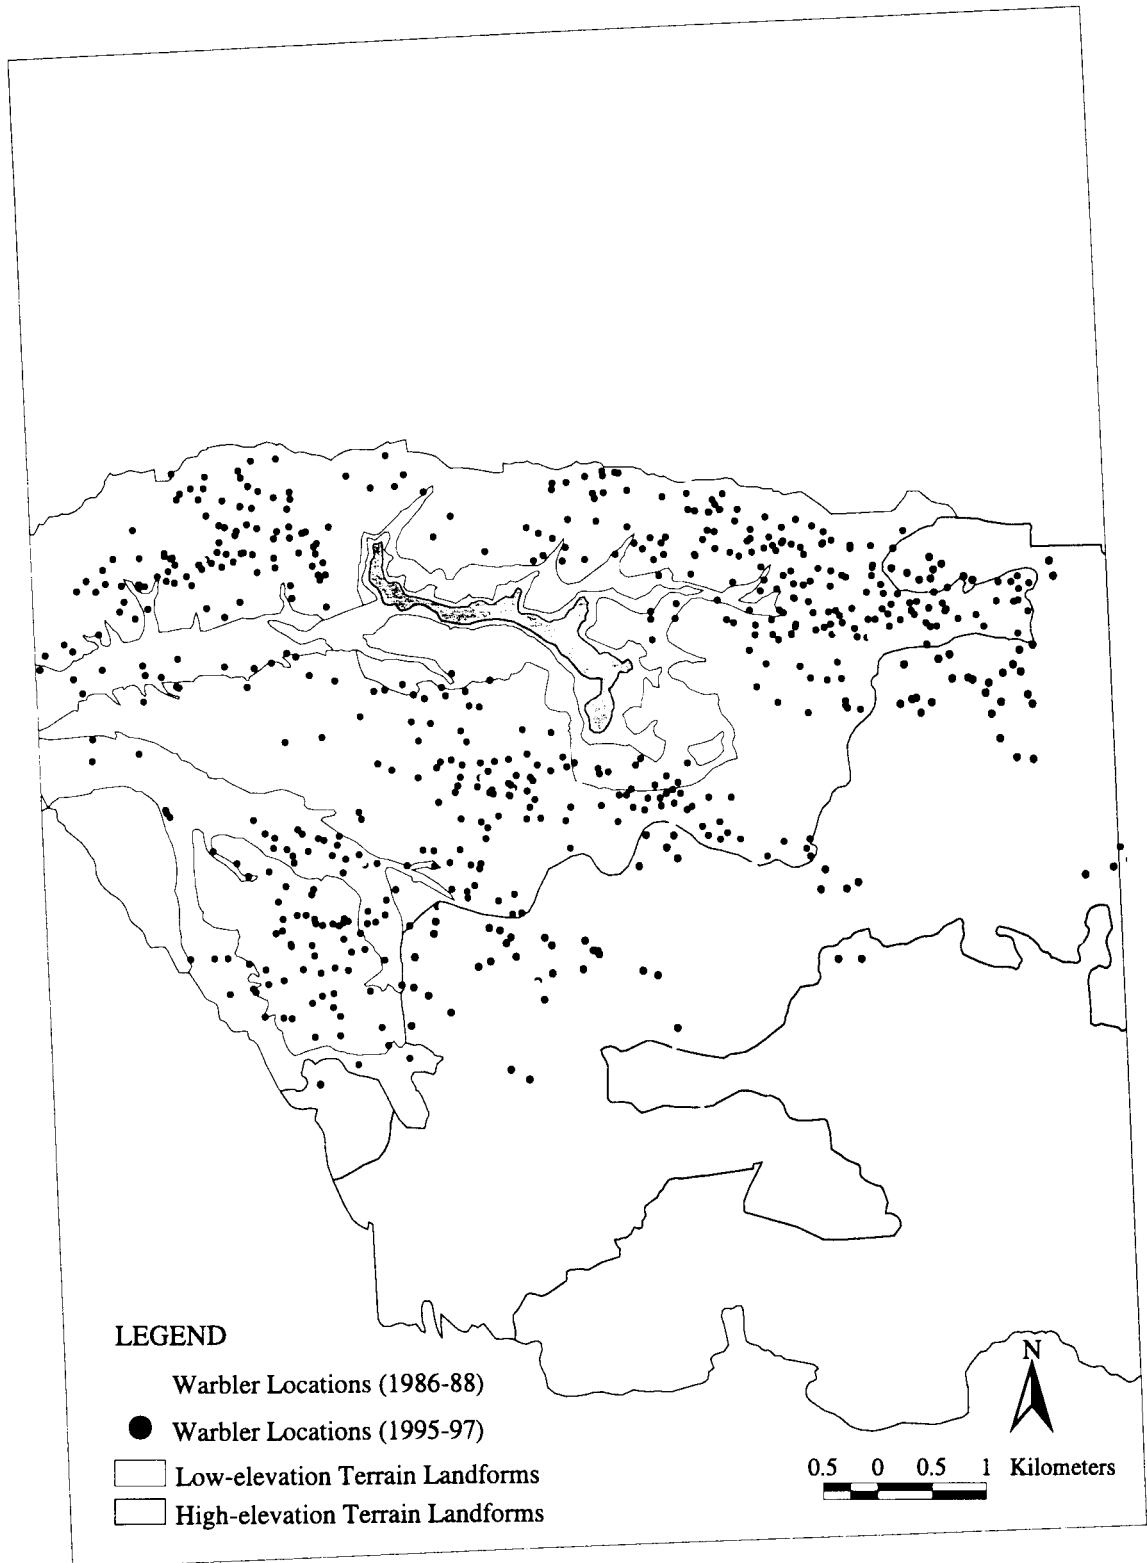 LEGEND
Warbler Locations (1986-88)
Warbler Locations (1995-97)
Low-elevation Terrain Landforms
High-elevation Terrain Landforms
N
0.5 0 0.5 1 Kilometers